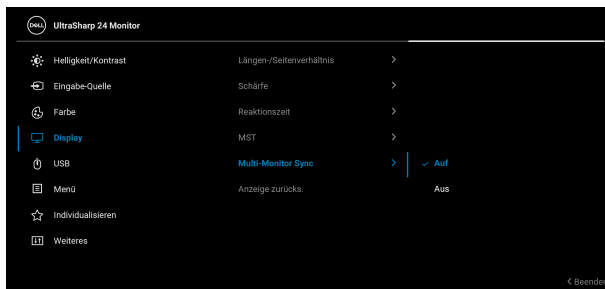 DELL UltraSharp 24 Monitor
Helligkeit/Kontrast
Eingabe-Quelle
Farbe
Display
USB
Menü
Individualisieren
Weiteres
Längen-/Seitenverhältnis
Schärfe
Reaktionszeit
MST
Multi-Monitor Sync
Anzeige zurücks.
Auf
Aus
Beenden